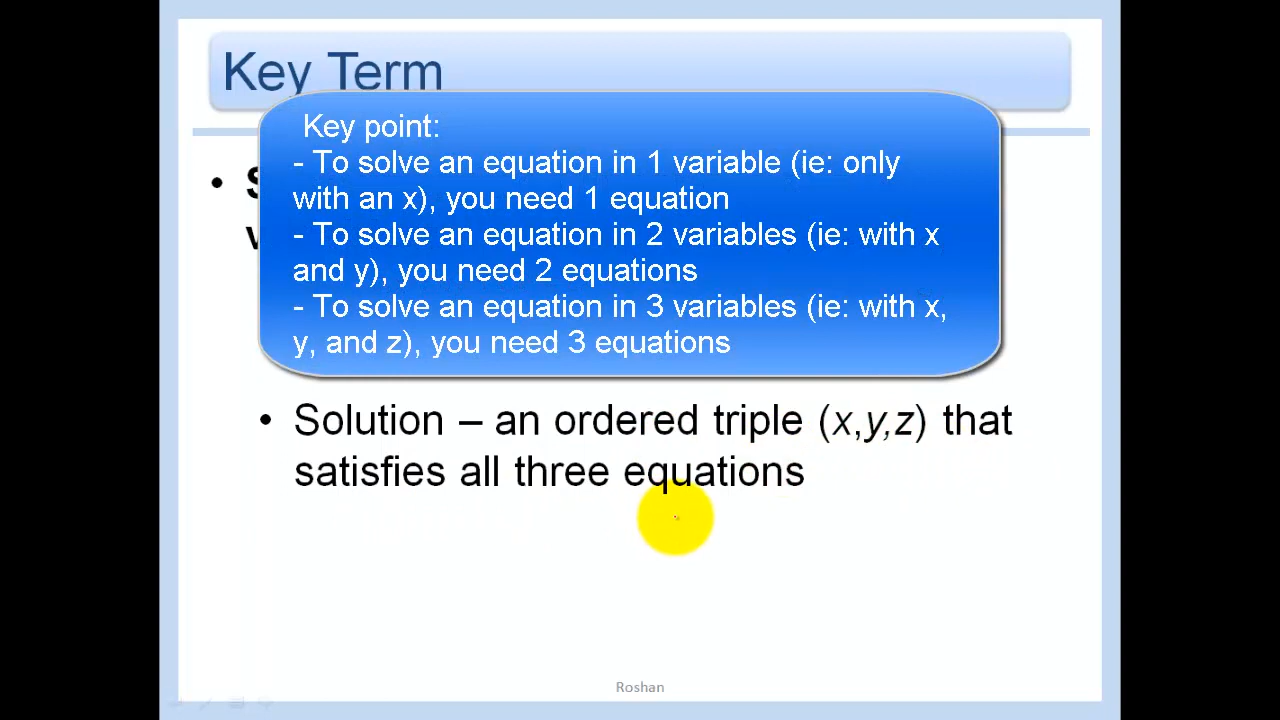 Key Term
Key point:
- To solve an equation in 1 variable (ie: only
with an x), you need 1 equation
- To solve an equation in 2 variables (ie: with x
and y), you need 2 equations
- To solve an equation in 3 variables (ie: with x,
y, and z), you need 3 equations
• Solution – an ordered triple (x,y,z) that
satisfies all three equations
Roshan